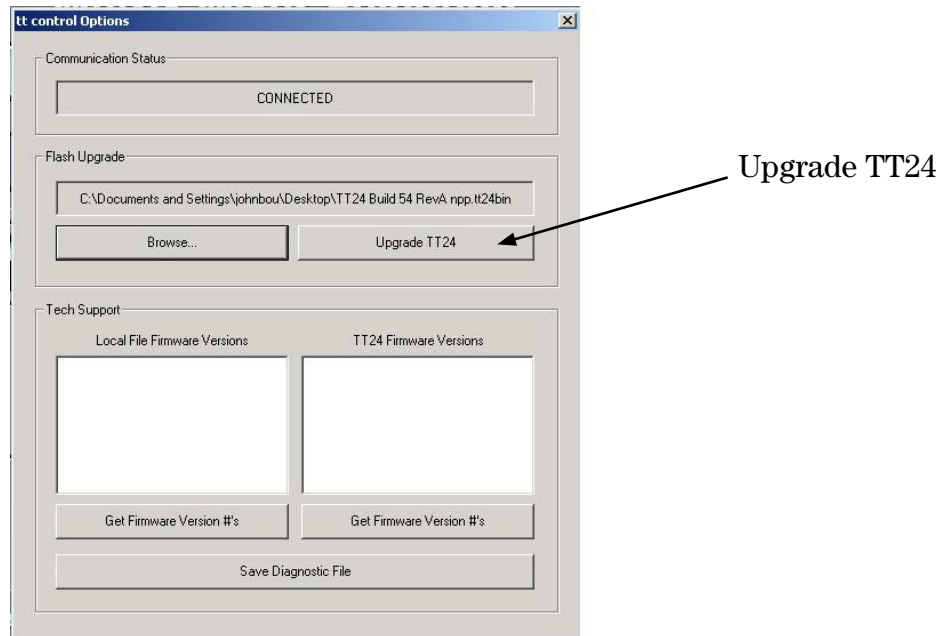 tt control Options
Communication Status
CONNECTED
Flash Upgrade
Upgrade TT24
C:\Documents and Settings\johnbou\Desktop\TT24 Build 54 RevA npp.tt24bin
Browse... Upgrade TT24
Tech Support
Local File Firmware Versions TT24 Firmware Versions
Get Firmware Version #'s Get Firmware Version #'s
Save Diagnostic File